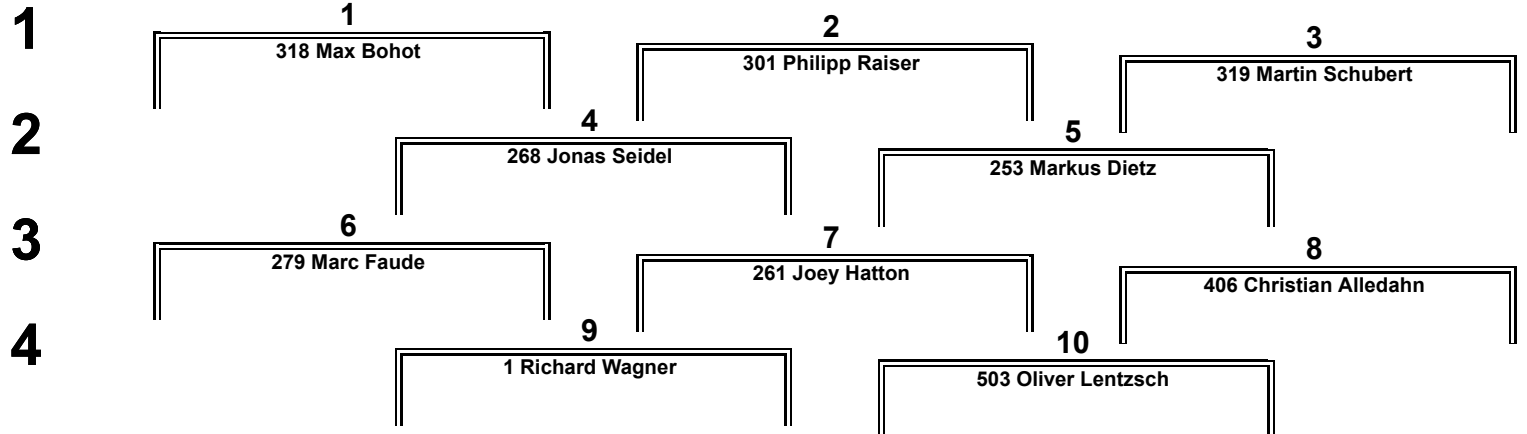 1
1
318 Max Bohot
2
301 Philipp Raiser
3
319 Martin Schubert
2
4
268 Jonas Seidel
5
253 Markus Dietz
3
6
279 Marc Faude
7
261 Joey Hatton
8
406 Christian Alledahn
4
9
1 Richard Wagner
10
503 Oliver Lentzsch